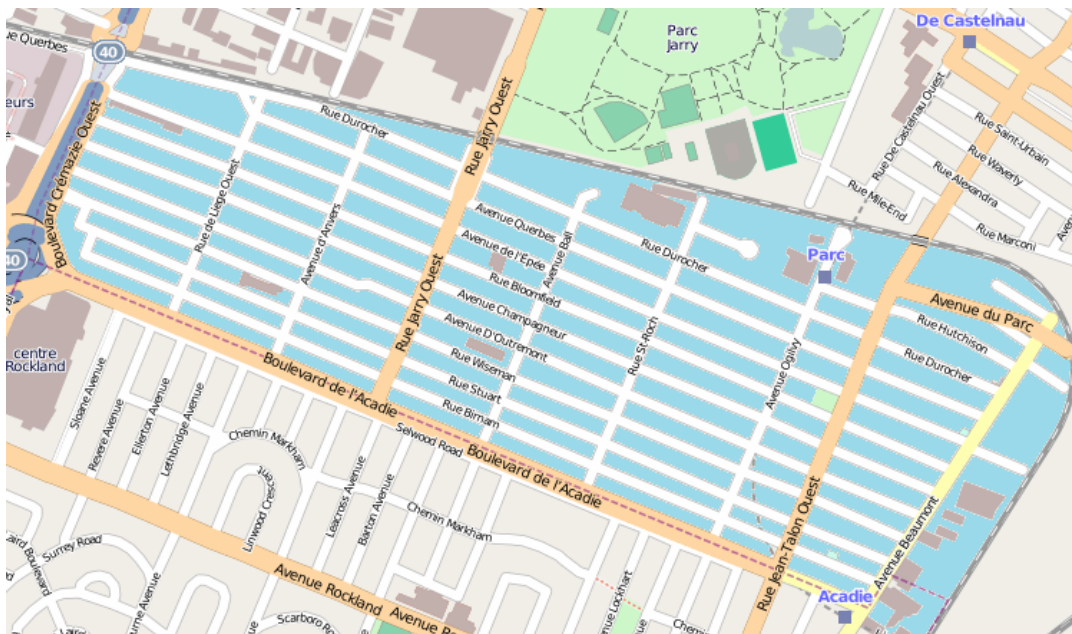 De Castelnau
Parc
Jarry
Querbes
40
eurs
Rue Durocher
Rue Jarry Ouest
Rue De Castelnau Ouest
Rue Saint-Urbain
Rue Waverly
Rue Alexandra
Rue Mile-End
Rue Marconi
Boulevard Crémazie Ouest
Rue de Liège Ouest
Avenue d'Anvers
Avenue Querbes
Avenue Ball
Rue Durocher
Parc
40
Avenue de l'Épée
Rue Bloomfield
Avenue Champagneur
Avenue D'Outremont
Rue Wiseman
Rue Stuart
Rue Birnam
Rue Jarry Ouest
Rue St-Roch
Avenue Ogilvy
Avenue du Parc
Rue Hutchison
Rue Durocher
centre
Rockland
Boulevard de l'Acadie
Selwood Road
Boulevard de l'Acadie
Sloane Avenue
Revere Avenue
Ellerton Avenue
Lethbridge Avenue
Chemin Markham
Linwood Crescent
Leacross Avenue
Barton Avenue
Chemin Markham
Rue Jean-Talon Ouest
Avenue Beaumont
Laird Boulevard
Surrey Road
Avenue Rockland
Avenue
Avenue Lockhart
Acadie
Scarboro